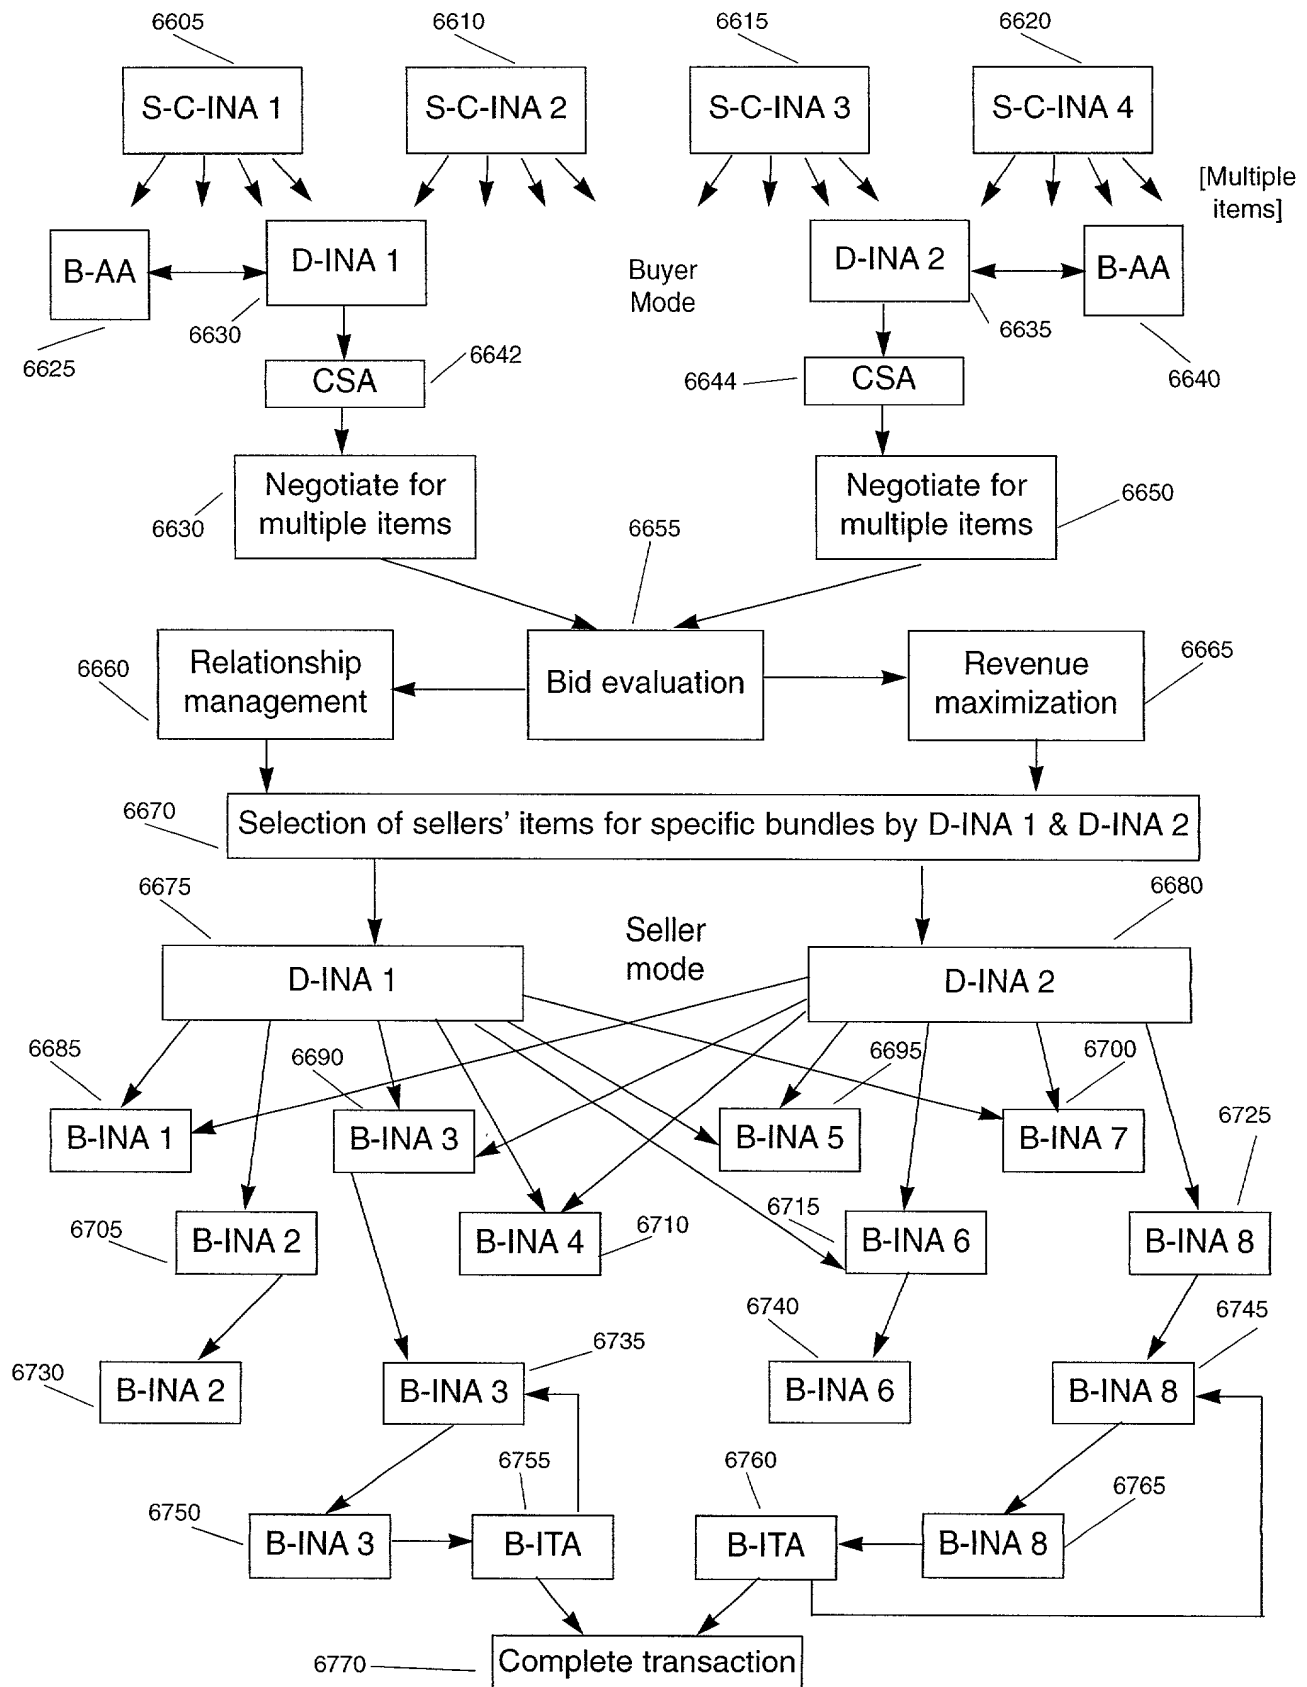 6605
6610
6615
6620
S-C-INA 1
S-C-INA 2
S-C-INA 3
S-C-INA 4
[Multiple
items]
B-AA
D-INA 1
Buyer
Mode
D-INA 2
B-AA
6625
6630
6635
6640
CSA
6642
6644
CSA
Negotiate for
multiple items
6630
Negotiate for
multiple items
6650
6655
6660
Relationship
management
Bid evaluation
Revenue
maximization
6665
6670
Selection of sellers' items for specific bundles by D-INA 1 & D-INA 2
6675
6680
Seller
mode
D-INA 1
D-INA 2
6685
6690
6695
6700
B-INA 1
B-INA 3
B-INA 5
B-INA 7
6725
6705
B-INA 2
B-INA 4
6710
6715
B-INA 6
B-INA 8
6730
B-INA 2
B-INA 3
6735
6740
B-INA 6
B-INA 8
6745
6750
B-INA 3
6755
B-ITA
6760
B-ITA
B-INA 8
6765
6770
Complete transaction